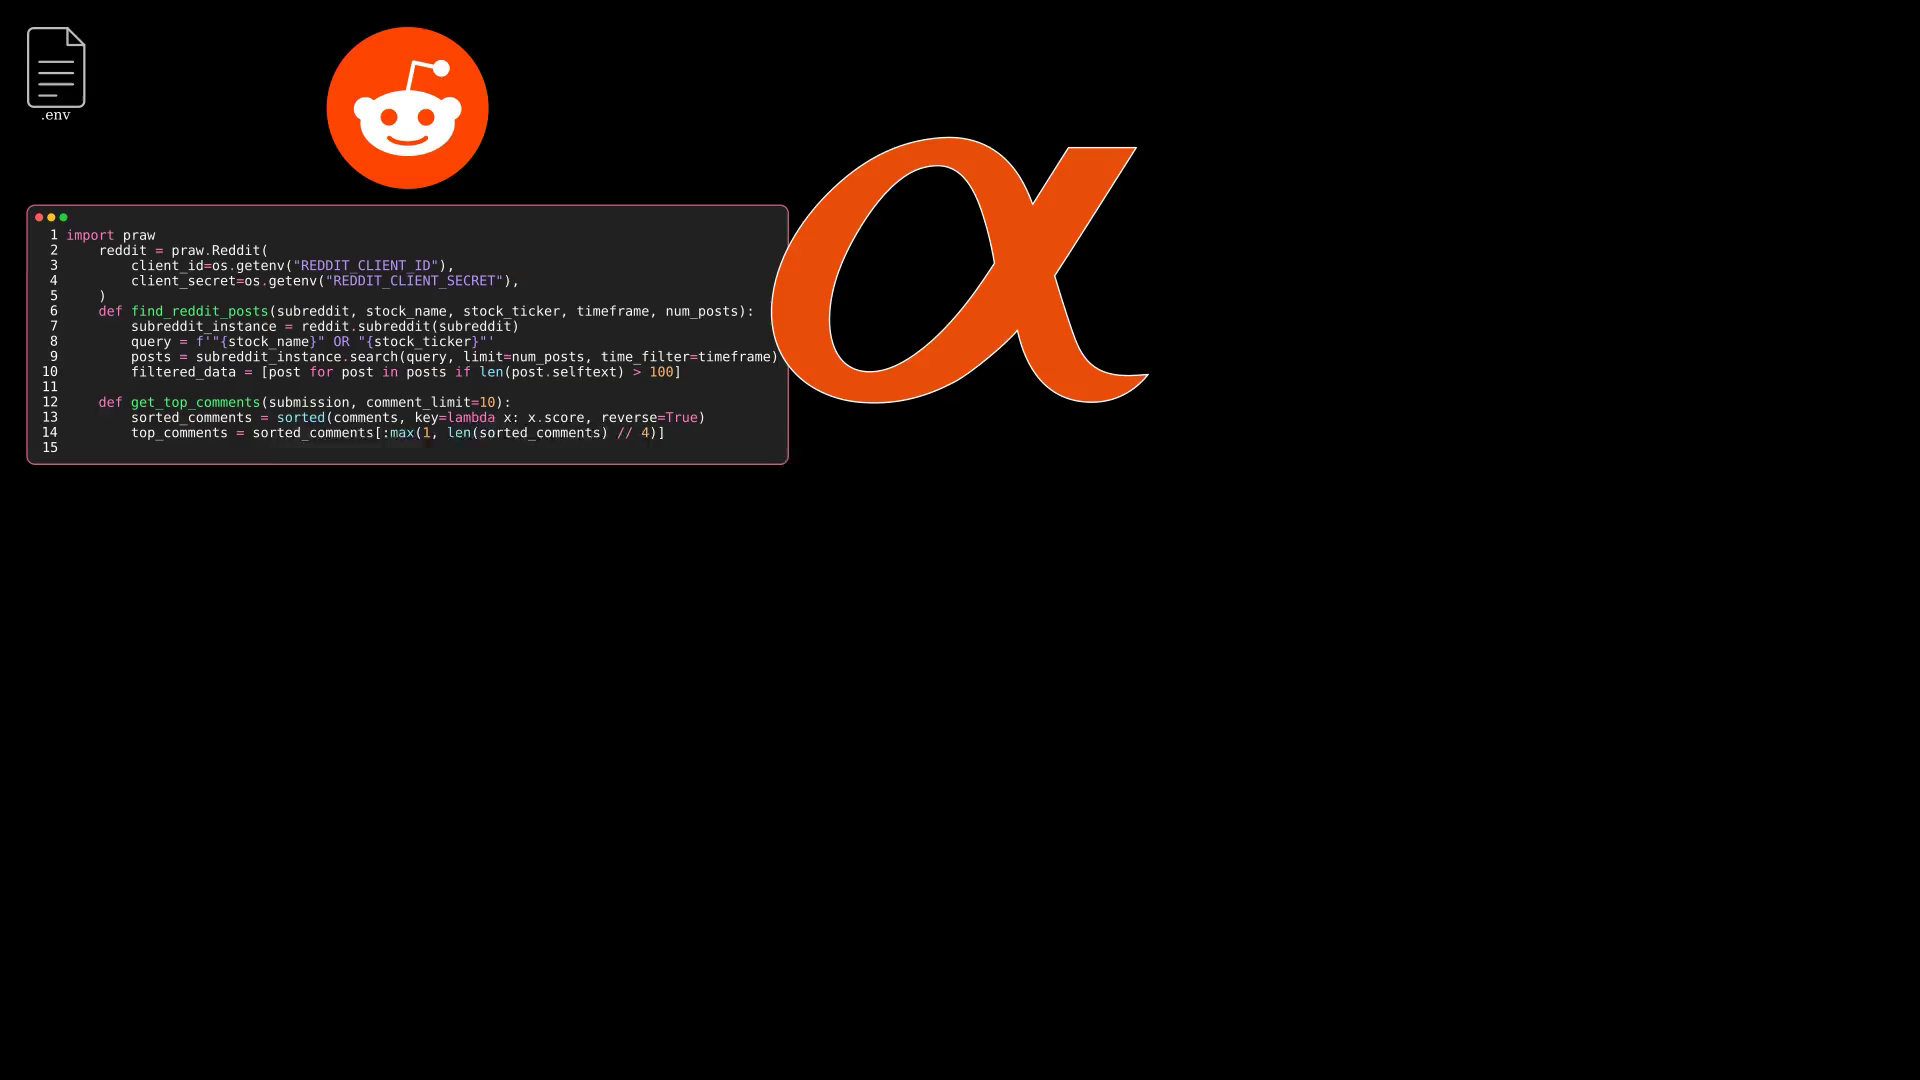 .env
1 import praw
2     reddit = praw.Reddit(
3         client_id=os.getenv("REDDIT_CLIENT_ID"),
4         client_secret=os.getenv("REDDIT_CLIENT_SECRET"),
5     )
6     def find_reddit_posts(subreddit, stock_name, stock_ticker, timeframe, num_posts):
7         subreddit_instance = reddit.subreddit(subreddit)
8         query = f'"{stock_name}" OR "{stock_ticker}"'
9         posts = subreddit_instance.search(query, limit=num_posts, time_filter=timeframe)
10         filtered_data = [post for post in posts if len(post.selftext) > 100]
11
12     def get_top_comments(submission, comment_limit=10):
13         sorted_comments = sorted(comments, key=lambda x: x.score, reverse=True)
14         top_comments = sorted_comments[:max(1, len(sorted_comments) // 4)]
15
α